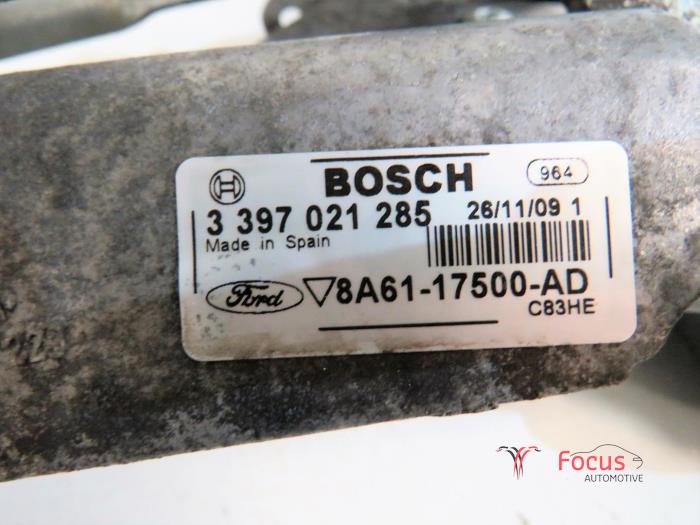 BOSCH 964
3 397 021 285 26/11/09 1
Made in Spain
Ford ▽8A61-17500-AD
C83HE
Focus
AUTOMOTIVE